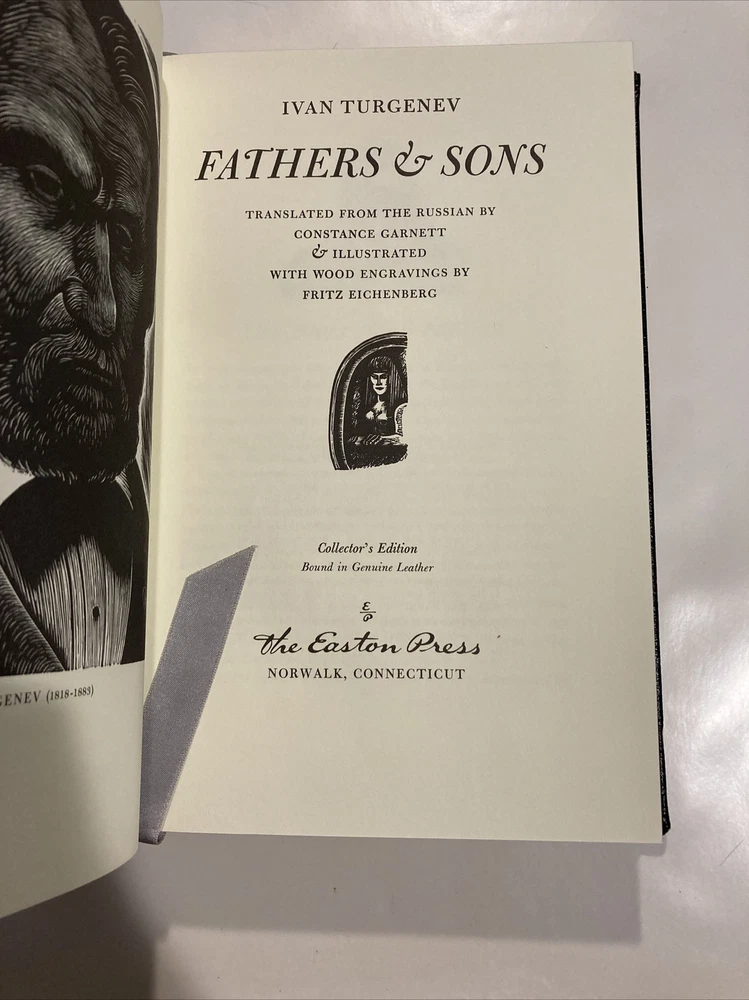 IVAN TURGENEV
FATHERS & SONS
TRANSLATED FROM THE RUSSIAN BY
CONSTANCE GARNETT
& ILLUSTRATED
WITH WOOD ENGRAVINGS BY
FRITZ EICHENBERG
Collector's Edition
Bound in Genuine Leather
E
P
The Easton Press
NORWALK, CONNECTICUT
GENEV (1818-1883)